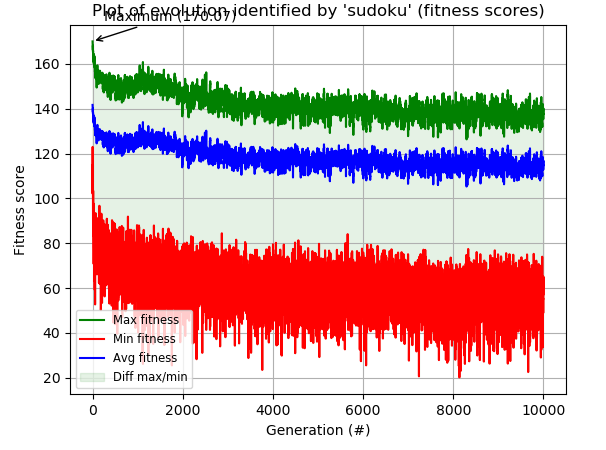 Plot of evolution identified by 'sudoku' (fitness scores)
Maximum (170.07)
Fitness score
160
140
120
100
80
60
40
20
Max fitness
Min fitness
Avg fitness
Diff max/min
0 2000 4000 6000 8000 10000
Generation (#)